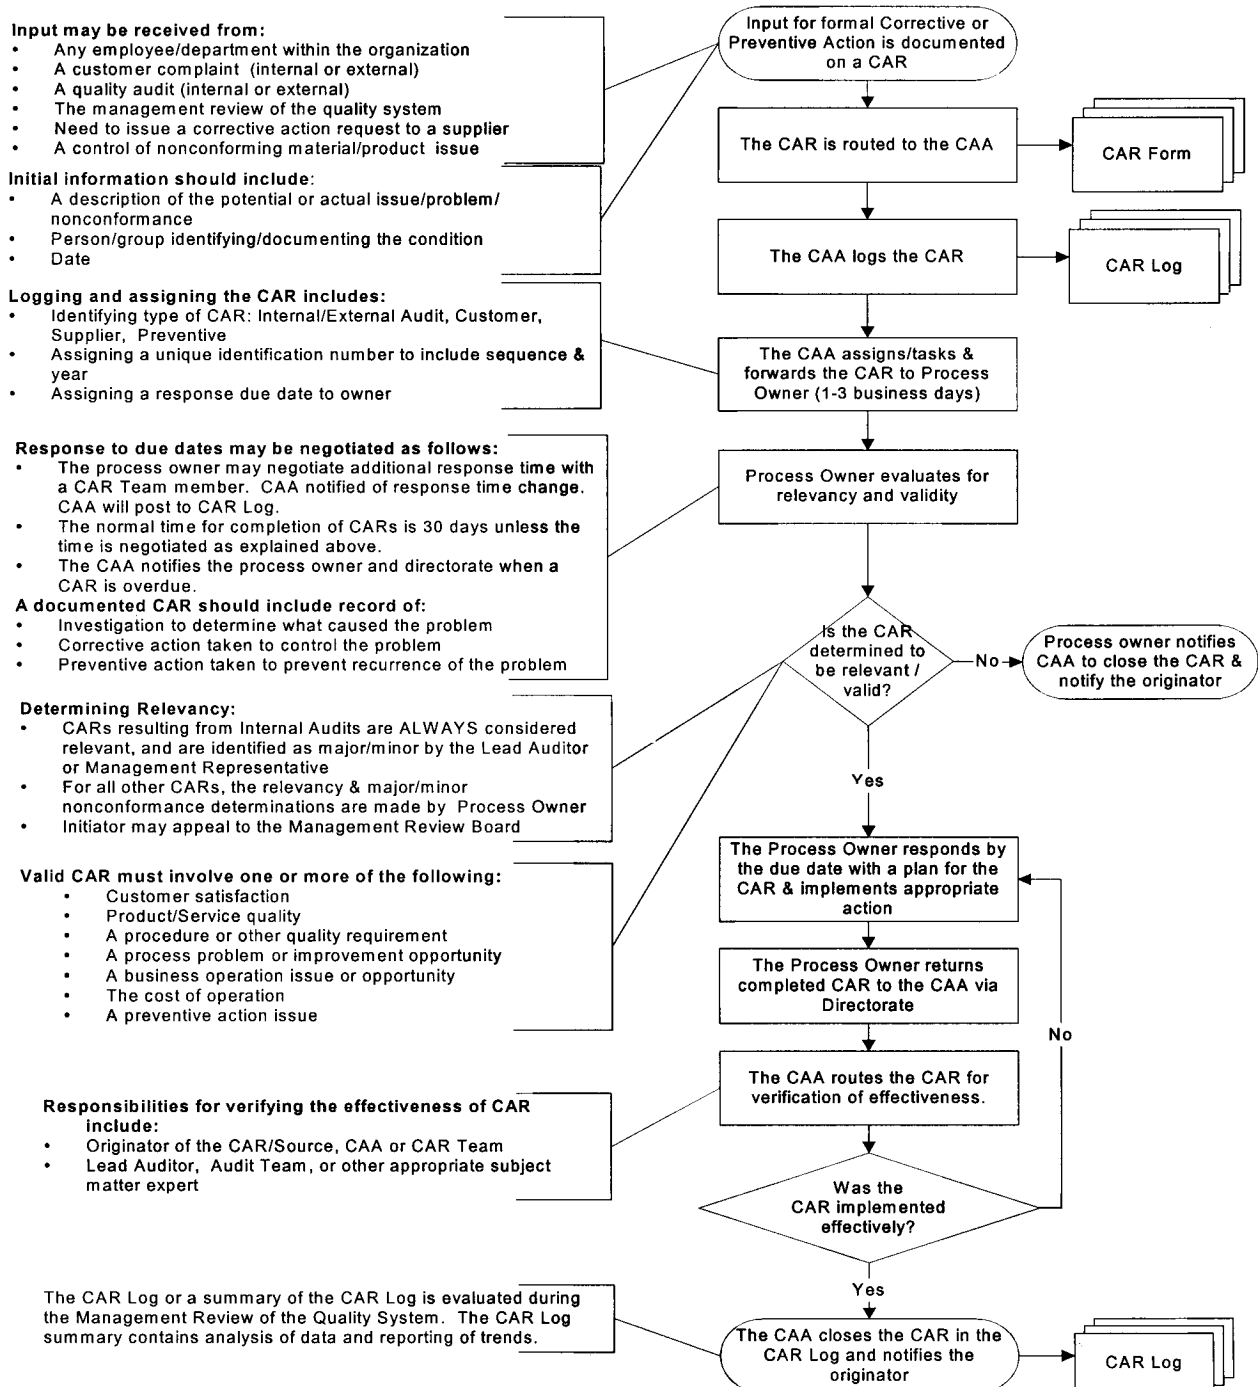 Input may be received from:
• Any employee/department within the organization
• A customer complaint (internal or external)
• A quality audit (internal or external)
• The management review of the quality system
• Need to issue a corrective action request to a supplier
• A control of nonconforming material/product issue
Initial information should include:
• A description of the potential or actual issue/problem/
nonconformance
• Person/group identifying/documenting the condition
• Date
Logging and assigning the CAR includes:
• Identifying type of CAR: Internal/External Audit, Customer,
Supplier, Preventive
• Assigning a unique identification number to include sequence &
year
• Assigning a response due date to owner
Response to due dates may be negotiated as follows:
• The process owner may negotiate additional response time with
a CAR Team member. CAA notified of response time change.
CAA will post to CAR Log.
• The normal time for completion of CARs is 30 days unless the
time is negotiated as explained above.
• The CAA notifies the process owner and directorate when a
CAR is overdue.
A documented CAR should include record of:
• Investigation to determine what caused the problem
• Corrective action taken to control the problem
• Preventive action taken to prevent recurrence of the problem
Determining Relevancy:
• CARs resulting from Internal Audits are ALWAYS considered
relevant, and are identified as major/minor by the Lead Auditor
or Management Representative
• For all other CARs, the relevancy & major/minor
nonconformance determinations are made by Process Owner
• Initiator may appeal to the Management Review Board
Valid CAR must involve one or more of the following:
• Customer satisfaction
• Product/Service quality
• A procedure or other quality requirement
• A process problem or improvement opportunity
• A business operation issue or opportunity
• The cost of operation
• A preventive action issue
Responsibilities for verifying the effectiveness of CAR
include:
• Originator of the CAR/Source, CAA or CAR Team
• Lead Auditor, Audit Team, or other appropriate subject
matter expert
The CAR Log or a summary of the CAR Log is evaluated during
the Management Review of the Quality System. The CAR Log
summary contains analysis of data and reporting of trends.
Input for formal Corrective or
Preventive Action is documented
on a CAR
The CAR is routed to the CAA
CAR Form
The CAA logs the CAR
CAR Log
The CAA assigns/tasks &
forwards the CAR to Process
Owner (1-3 business days)
Process Owner evaluates for
relevancy and validity
Is the CAR
determined to
be relevant /
valid?
No
Process owner notifies
CAA to close the CAR &
notify the originator
Yes
The Process Owner responds by
the due date with a plan for the
CAR & implements appropriate
action
The Process Owner returns
completed CAR to the CAA via
Directorate
No
The CAA routes the CAR for
verification of effectiveness.
Was the
CAR implemented
effectively?
Yes
The CAA closes the CAR in the
CAR Log and notifies the
originator
CAR Log